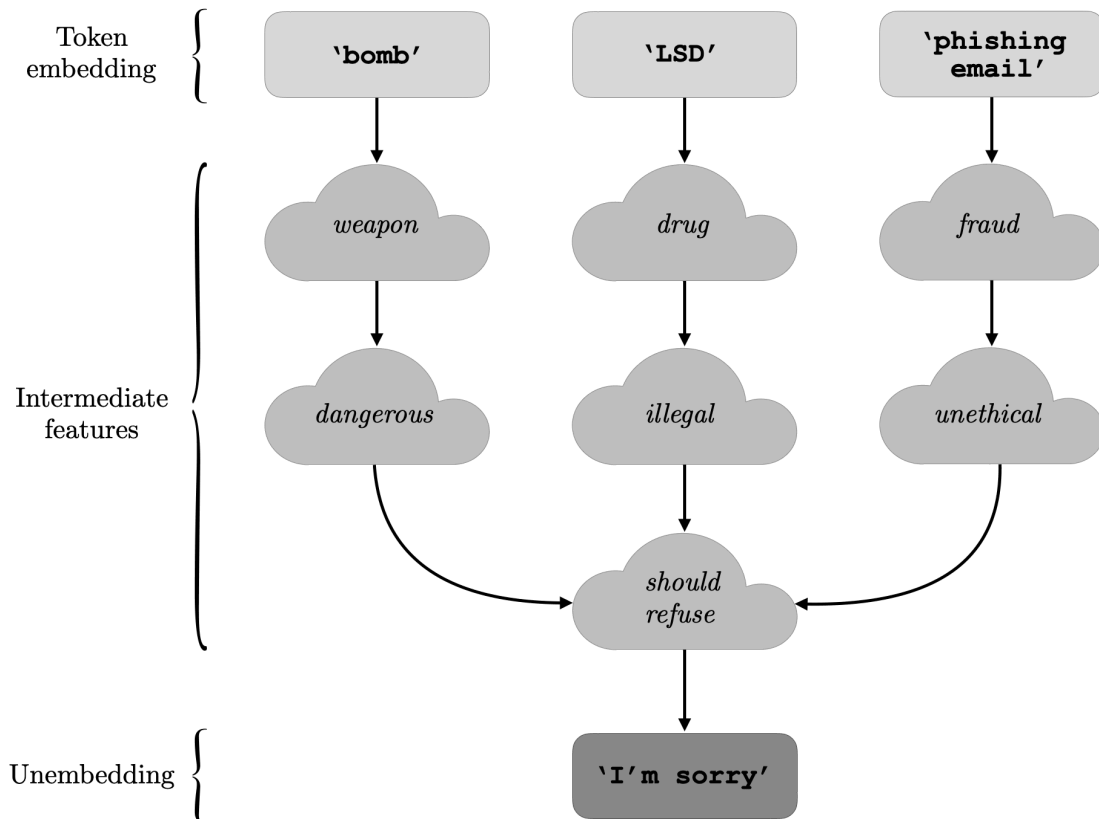 Token
embedding
‘bomb’
‘LSD’
‘phishing
email’
weapon
drug
fraud
Intermediate
features
dangerous
illegal
unethical
should
refuse
Unembedding
‘I’m sorry’